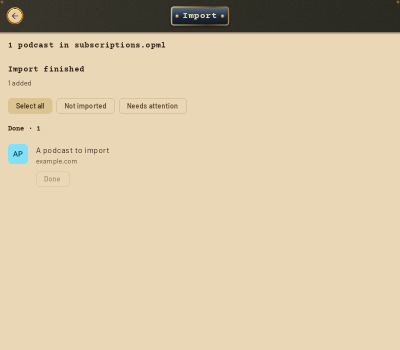 Import
1 podcast in subscriptions.opml
Import finished
1 added
Select all
Not imported
Needs attention
Done · 1
AP
A podcast to import
example.com
Done